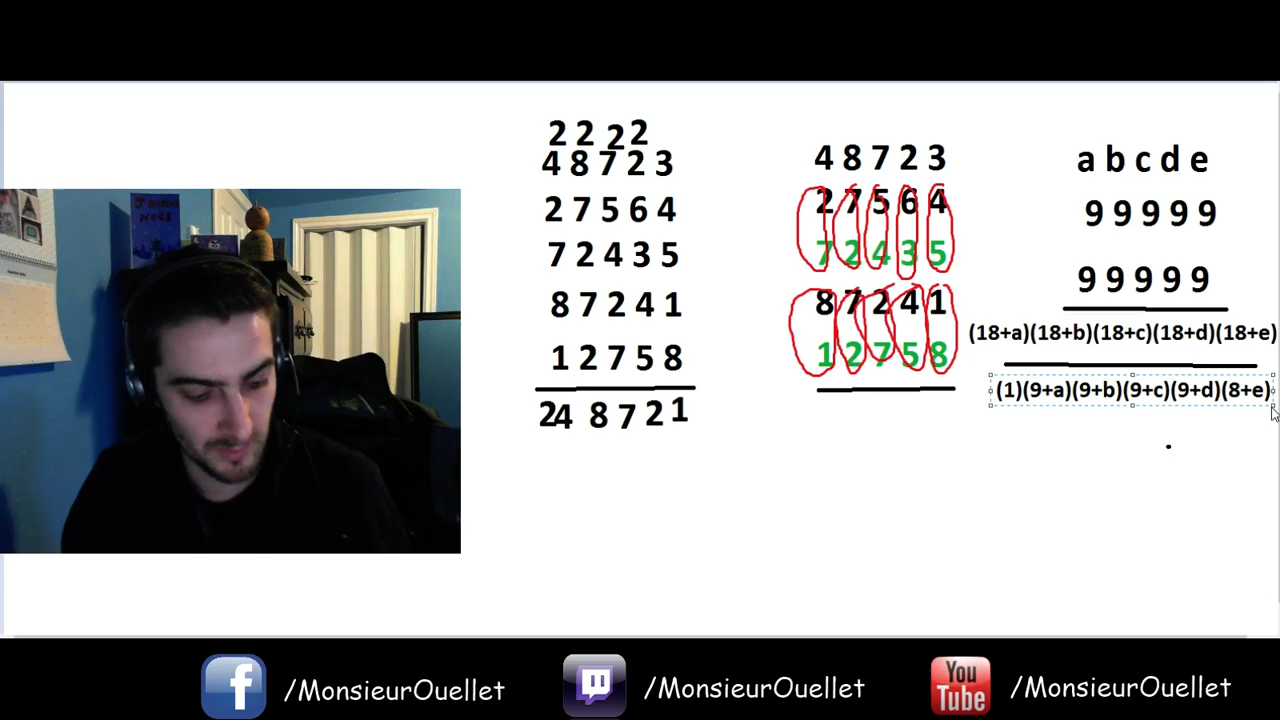 2 2 2 2
4 8 7 2 3
2 7 5 6 4
7 2 4 3 5
8 7 2 4 1
1 2 7 5 8
24 8 7 2 1
4 8 7 2 3
2 7 5 6 4
7 2 4 3 5
8 7 2 4 1
1 2 7 5 8
a b c d e
9 9 9 9 9
9 9 9 9 9
(18+a)(18+b)(18+c)(18+d)(18+e)
(1)(9+a)(9+b)(9+c)(9+d)(8+e)
/MonsieurOuellet
/MonsieurOuellet
You Tube
/MonsieurOuellet